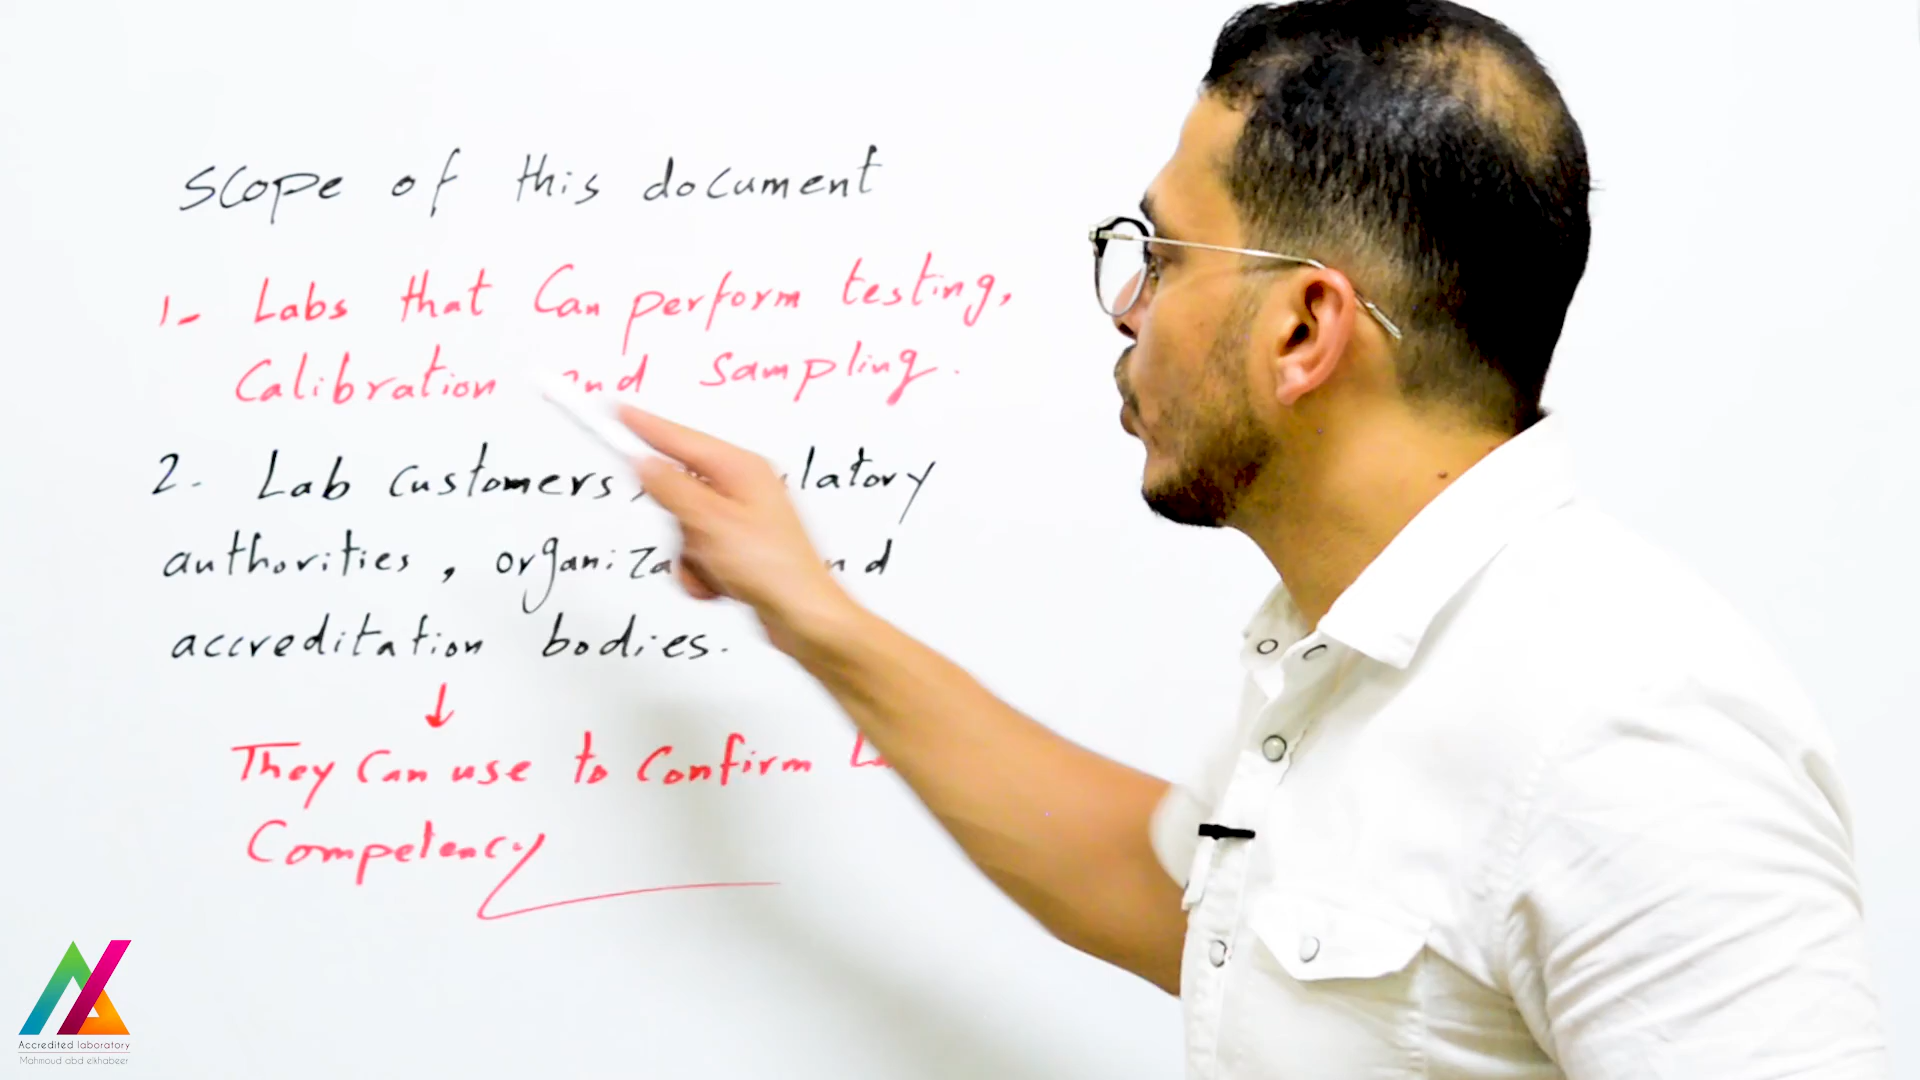 Scope of this document
1- Labs that Can perform testing,
Calibration and Sampling.
2. Lab customers,
authorities, and
accreditation bodies.
↓
They Can use to Confirm
Competency
Accredited laboratory
Mahmoud abd elkhabeer